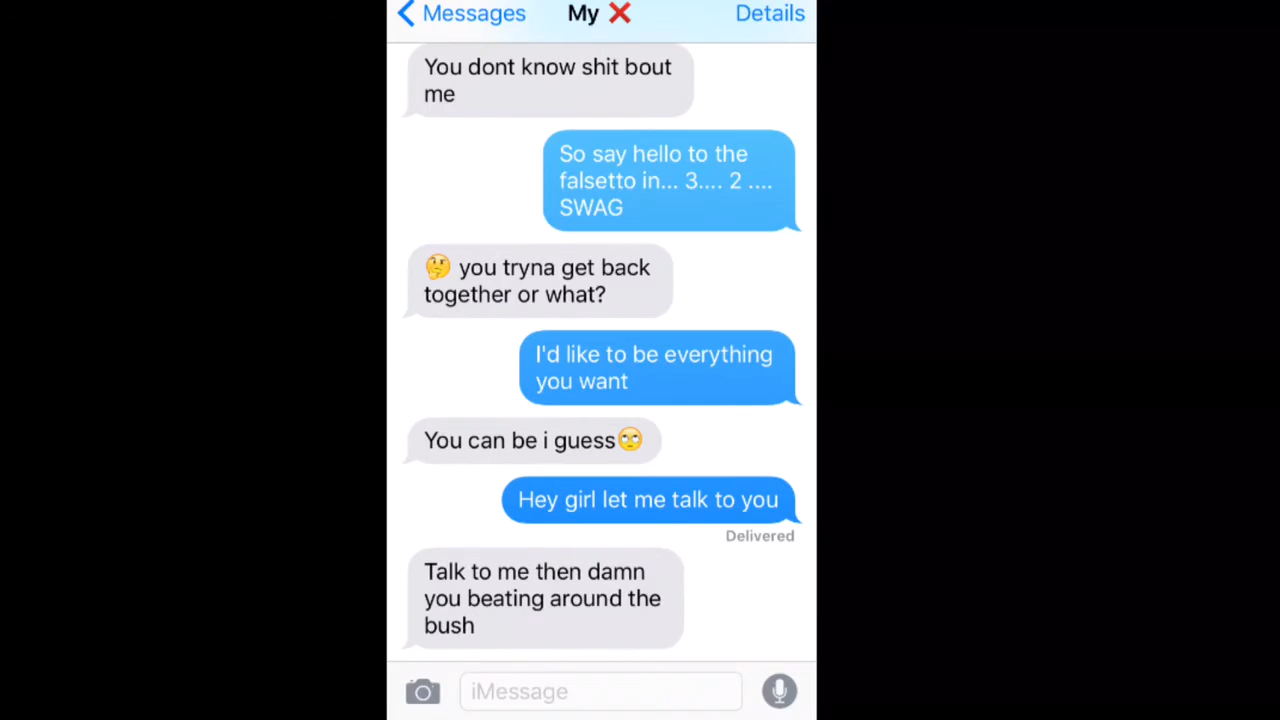 Messages My ❌ Details
You dont know shit bout
me
So say hello to the
falsetto in... 3.... 2 ....
SWAG
🤔 you tryna get back
together or what?
I'd like to be everything
you want
You can be i guess🙄
Hey girl let me talk to you
Delivered
Talk to me then damn
you beating around the
bush
iMessage